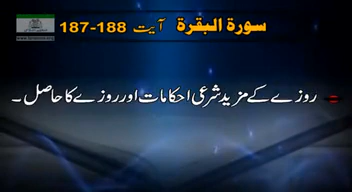 سورة البقرة آیت 188-187
روزے کے مزید شرعی احکامات اور روزے کا حاصل ۔